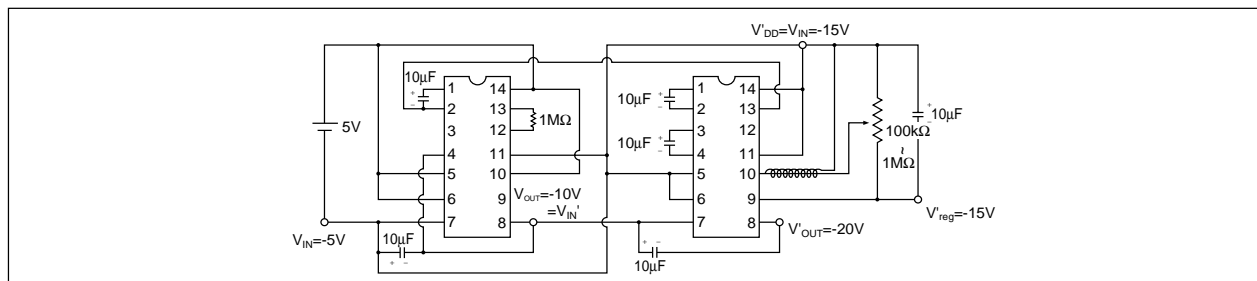 V'DD=VIN=-15V
10μF
1
2
3
4
5
6
7
14
13
12
11
10
9
8
1MΩ
5V
VOUT=-10V
=VIN'
VIN=-5V
10μF
+ -
10μF
10μF
1
2
3
4
5
6
7
14
13
12
11
10
9
8
10μF
+ -
100kΩ
~
1MΩ
+
10μF
-
V'reg=-15V
V'OUT=-20V